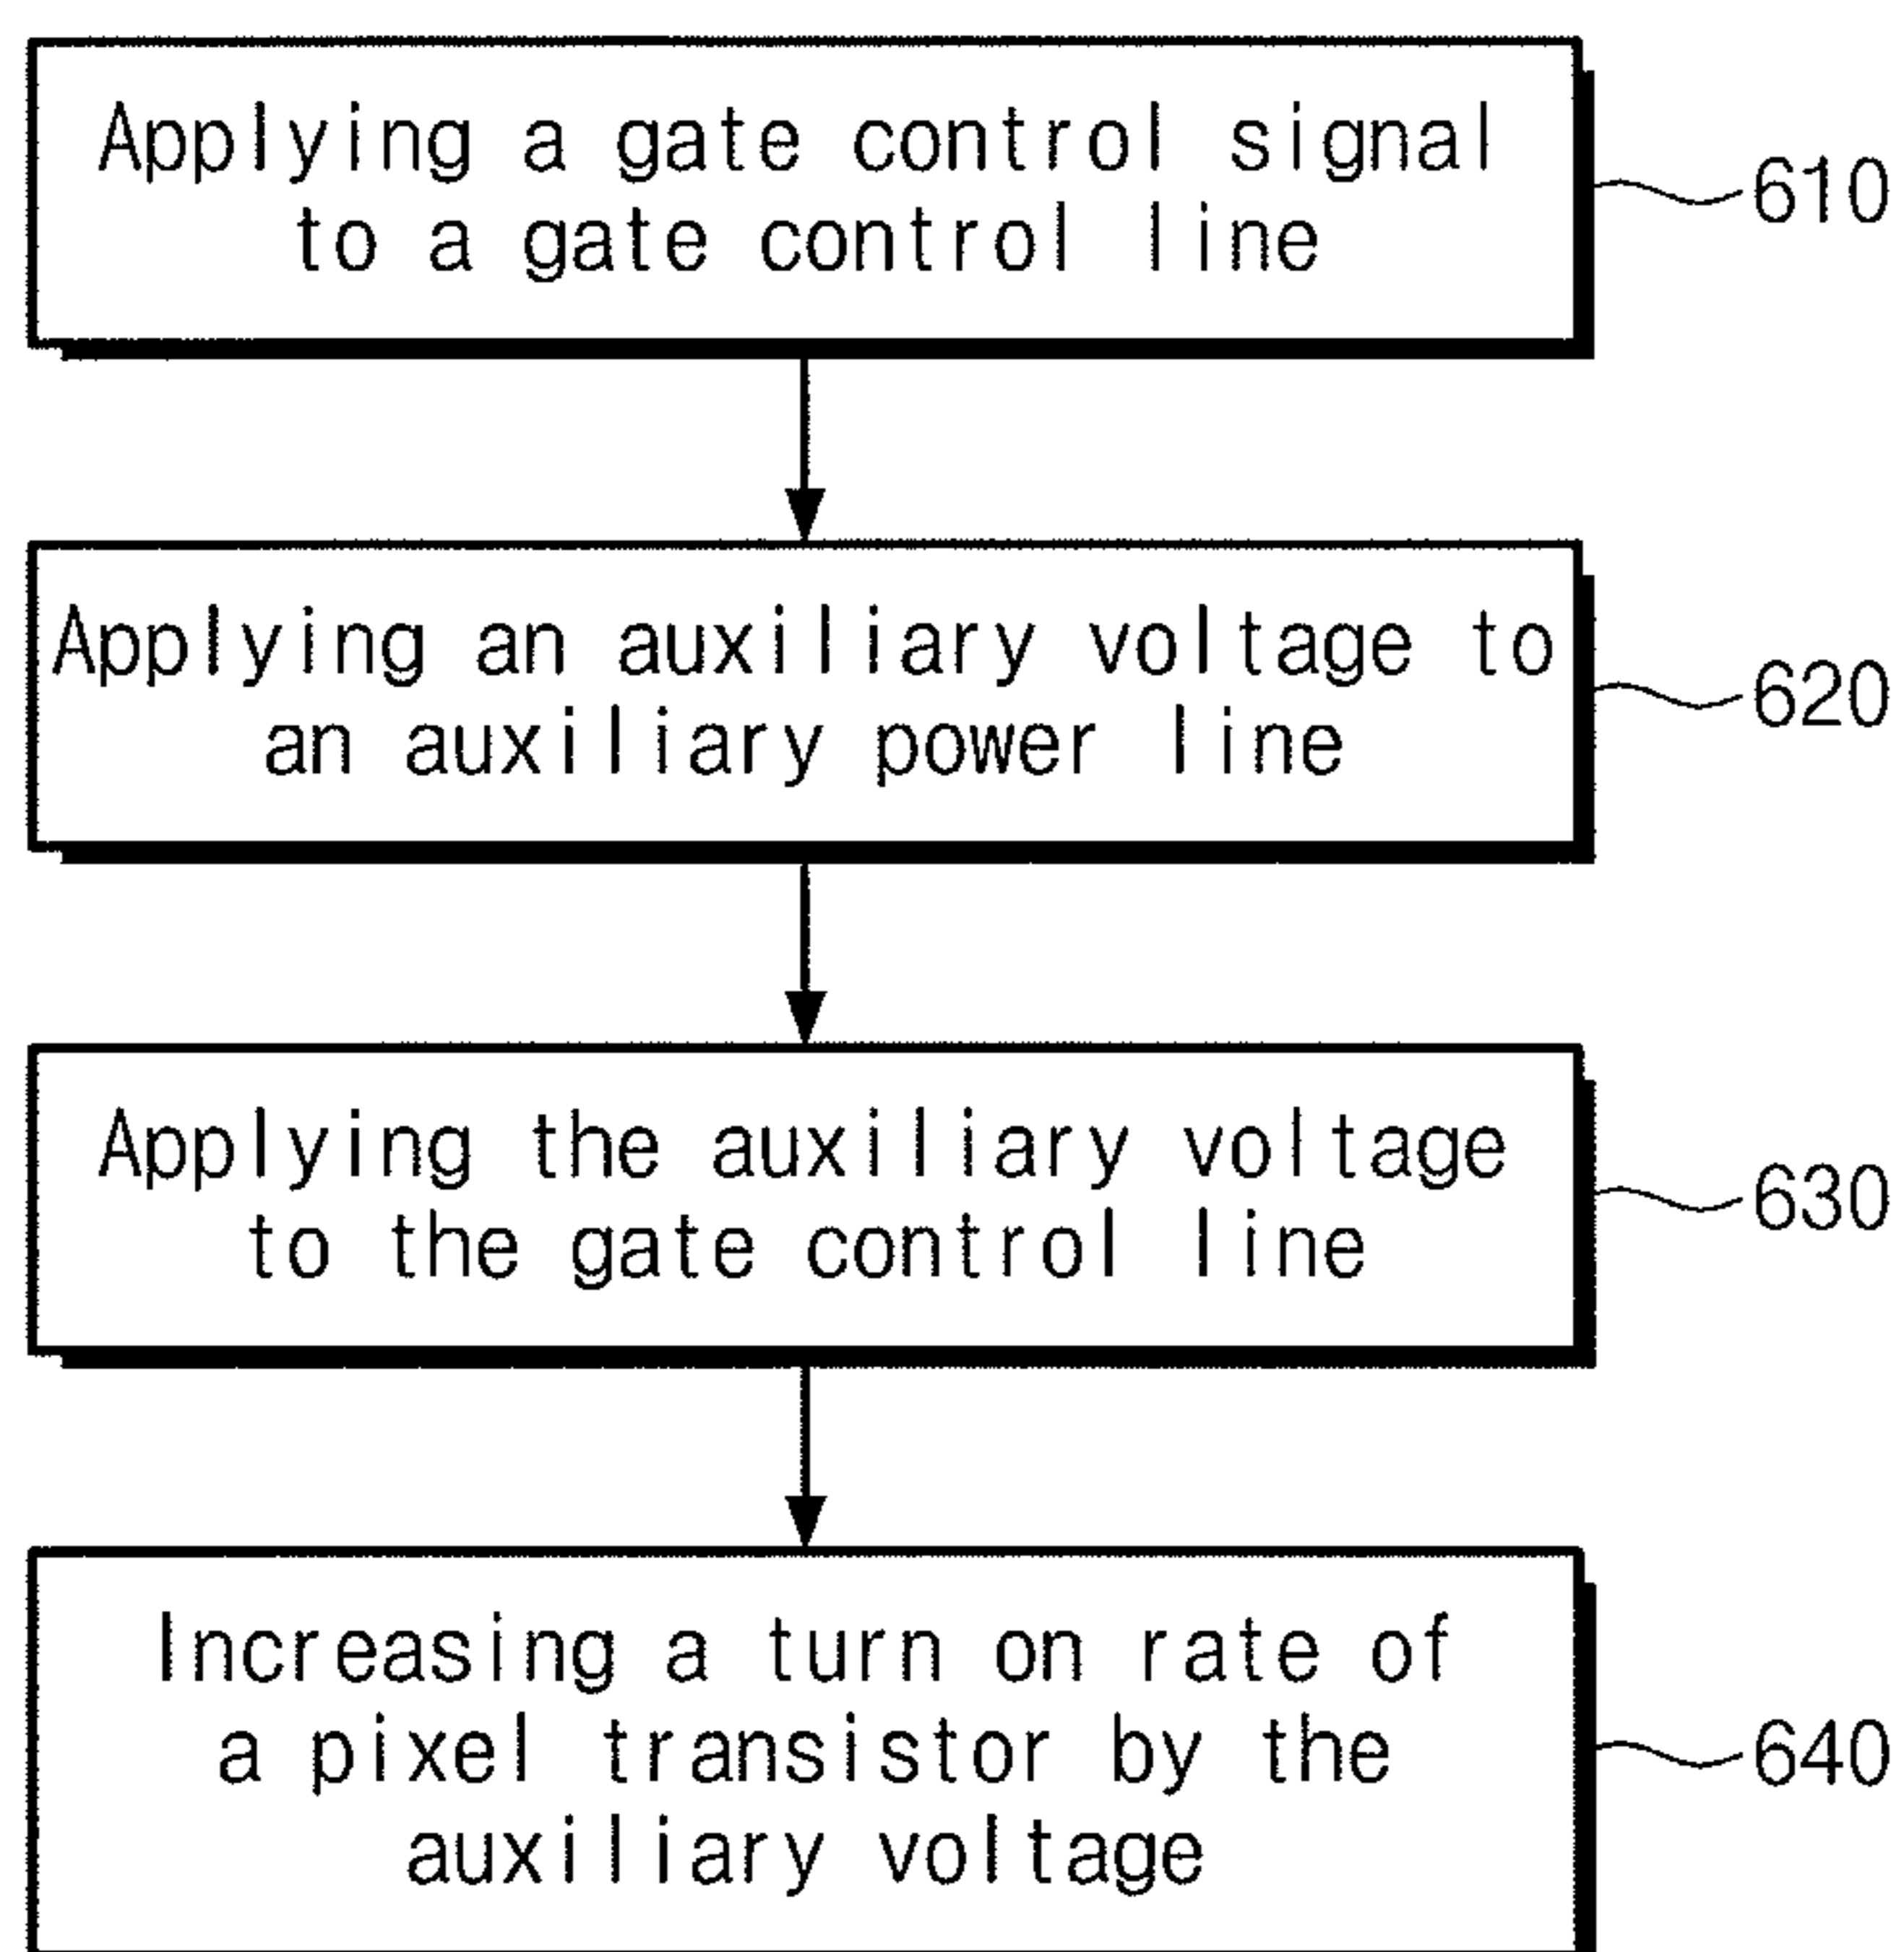 Applying a gate control signal
to a gate control line
610
Applying an auxiliary voltage to
an auxiliary power line
620
Applying the auxiliary voltage
to the gate control line
630
Increasing a turn on rate of
a pixel transistor by the
auxiliary voltage
640